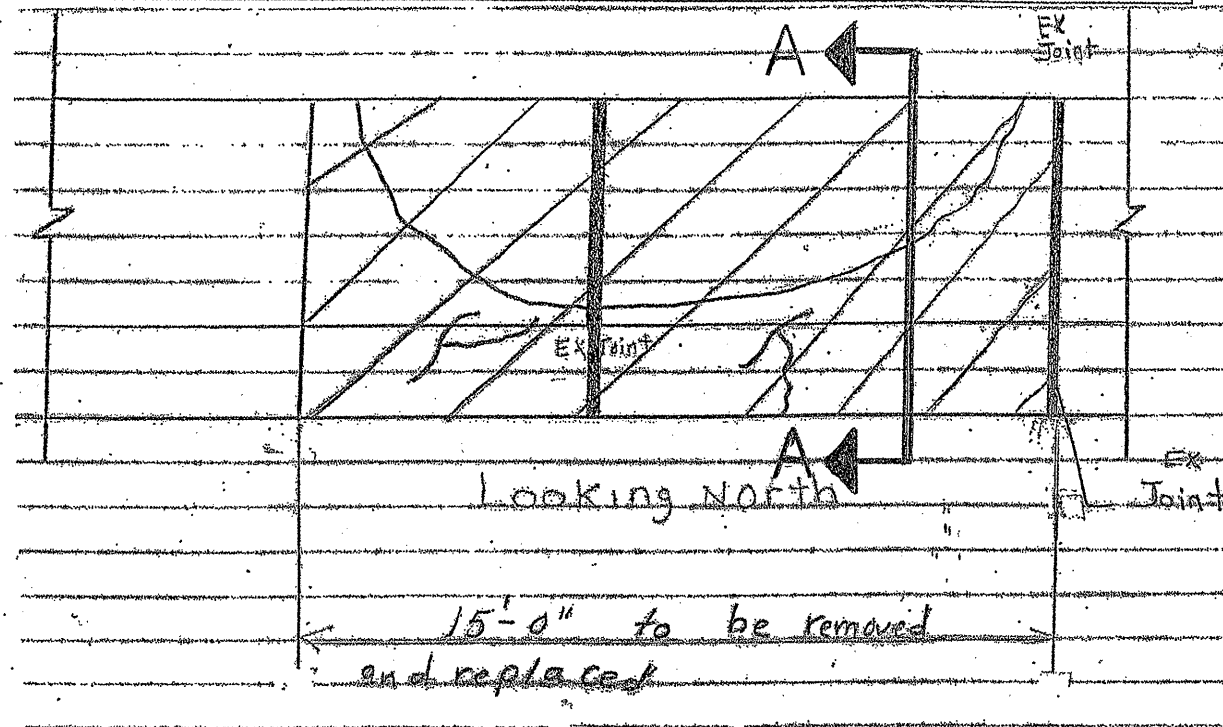 EX
Joint
A
EX Joint
A
Looking North
EX
Joint
15'-0" to be removed
and replaced